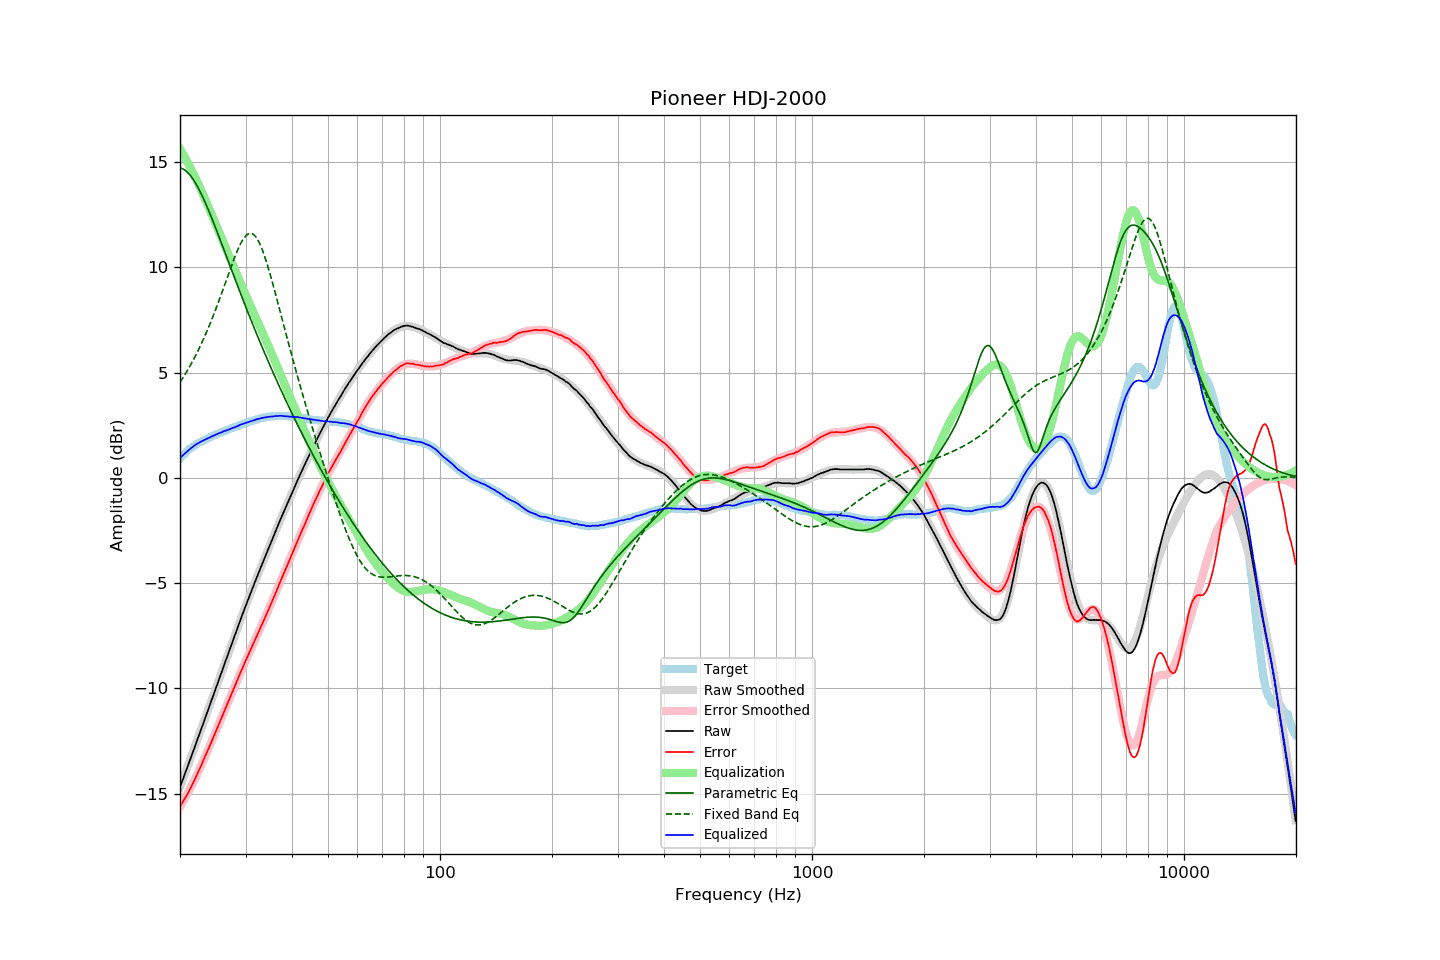 Pioneer HDJ-2000
15
10
5
0
−5
−10
−15
Amplitude (dBr)
100
1000
10000
Frequency (Hz)
Target
Raw Smoothed
Error Smoothed
Raw
Error
Equalization
Parametric Eq
Fixed Band Eq
Equalized